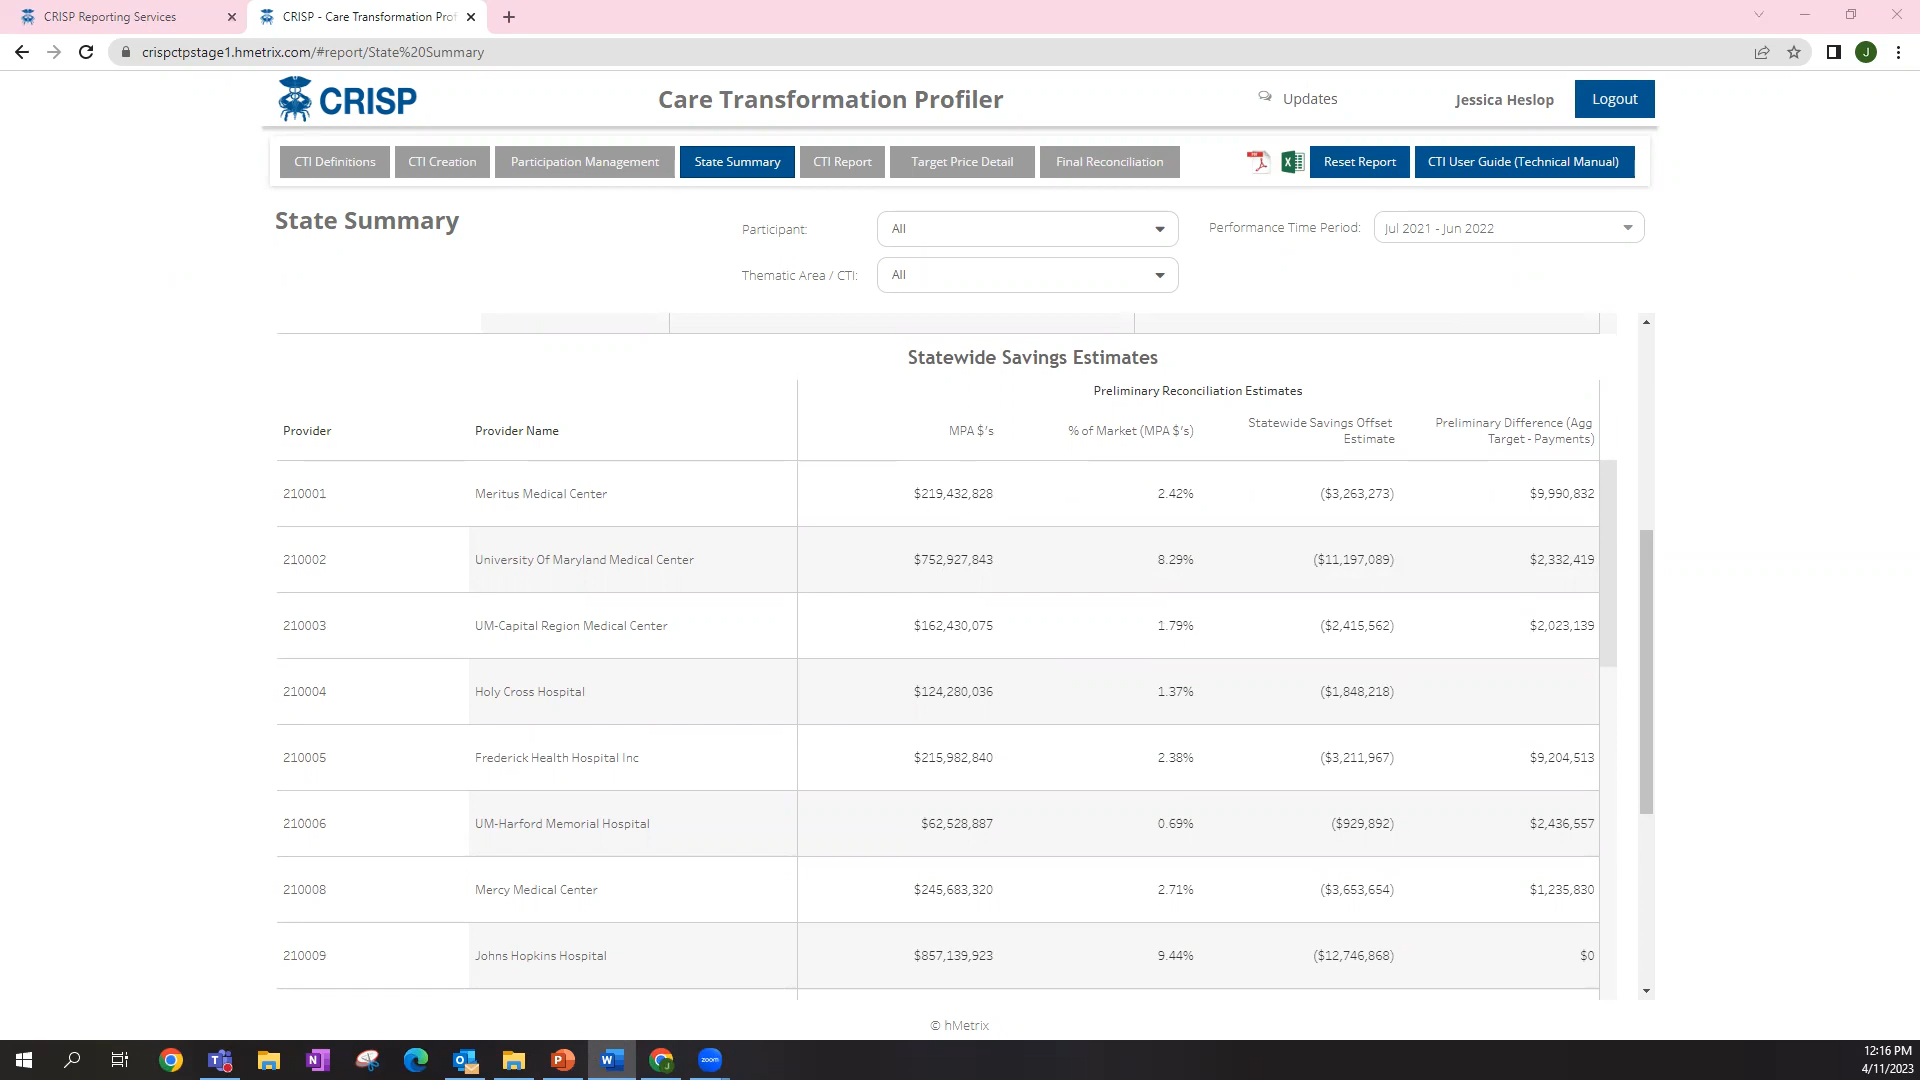 CRISP Reporting Services
CRISP - Care Transformation Prof
crispctpstage1.hmetrix.com/#report/State%20Summary
J
CRISP
Care Transformation Profiler
Updates
Jessica Heslop
Logout
CTI Definitions
CTI Creation
Participation Management
State Summary
CTI Report
Target Price Detail
Final Reconciliation
Reset Report
CTI User Guide (Technical Manual)
State Summary
Participant: All
Performance Time Period: Jul 2021 - Jun 2022
Thematic Area / CTI: All
Statewide Savings Estimates
Preliminary Reconciliation Estimates
Provider Provider Name MPA $'s % of Market (MPA $'s) Statewide Savings Offset Preliminary Difference (Agg
Estimate Target - Payments)
210001 Meritus Medical Center $219,432,828 2.42% ($3,263,273) $9,990,832
210002 University Of Maryland Medical Center $752,927,843 8.29% ($11,197,089) $2,332,419
210003 UM-Capital Region Medical Center $162,430,075 1.79% ($2,415,562) $2,023,139
210004 Holy Cross Hospital $124,280,036 1.37% ($1,848,218)
210005 Frederick Health Hospital Inc $215,982,840 2.38% ($3,211,967) $9,204,513
210006 UM-Harford Memorial Hospital $62,528,887 0.69% ($929,892) $2,436,557
210008 Mercy Medical Center $245,683,320 2.71% ($3,653,654) $1,235,830
210009 Johns Hopkins Hospital $857,139,923 9.44% ($12,746,868) $0
© hMetrix
zoom
12:16 PM
4/11/2023